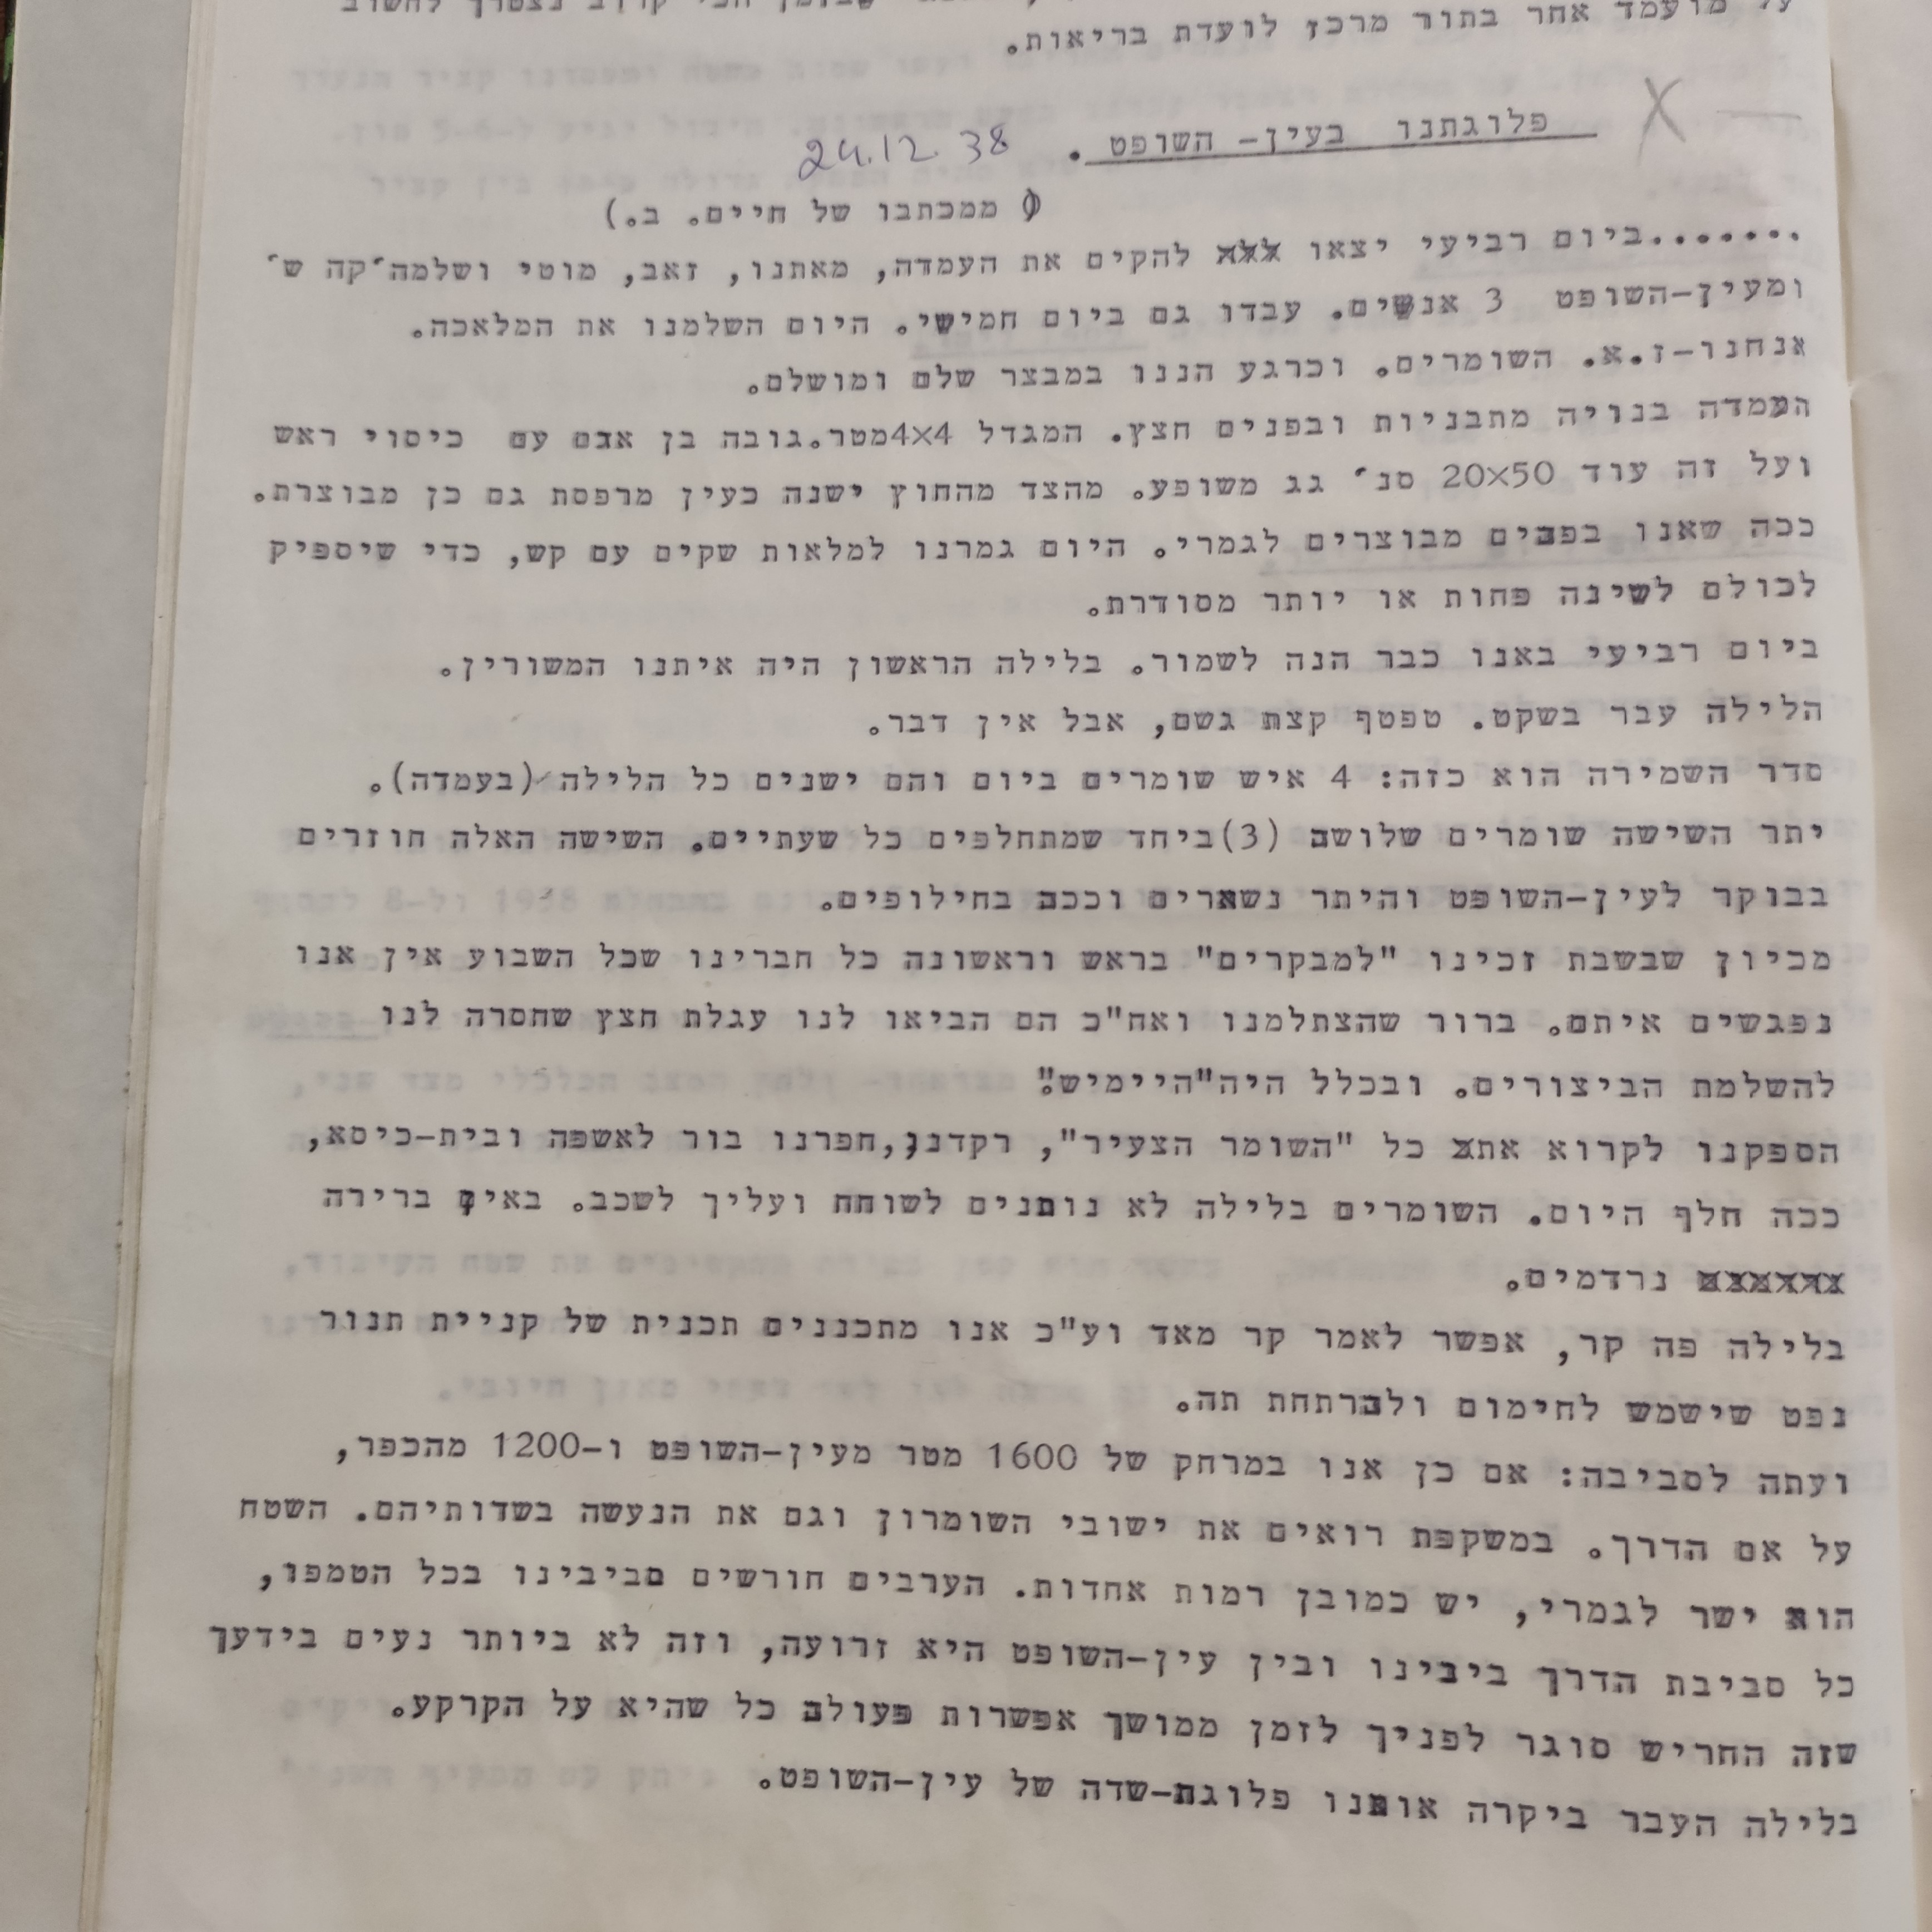 על מועמד אחר בתור מרכז לועדת בריאות.
פלוגתנו בעין-השופט. 24.12.38
(ממכתבו של חיים. ב.)
.......ביום רביעי יצאו להקים את העמדה, מאתנו, זאב, מוטי ושלמה'קה ש'
ומעין-השופט 3 אנשים. עבדו גם ביום חמישי. היום השלמנו את המלאכה.
אנחנו-ז.א. השומרים. וכרגע הננו במבצר שלם ומושלם.
העמדה בנויה מתבניות ובפנים חצץ. המגדל 4x4מטר.גובה בן אדם עם כיסוי ראש
ועל זה עוד 20x50 סנ' גג משופע. מהצד מהחוץ ישנה כעין מרפסת גם כן מבוצרת.
ככה שאנו בפנים מבוצרים לגמרי. היום גמרנו למלאות שקים עם קש, כדי שיספיק
לכולם לשינה פחות או יותר מסודרת.
ביום רביעי באנו כבר הנה לשמור. בלילה הראשון היה איתנו המשורין.
הלילה עבר בשקט. טפטף קצת גשם, אבל אין דבר.
סדר השמירה הוא כזה: 4 איש שומרים ביום והם ישנים כל הלילה (בעמדה).
יתר השישה שומרים שלושה (3)ביחד שמתחלפים כל שעתיים. השישה האלה חוזרים
בבוקר לעין-השופט והיתר נשארים וככה בחילופים.
מכיון שבשבת זכינו "למבקרים" בראש וראשונה כל חברינו שכל השבוע אין אנו
נפגשים איתם. ברור שהצתלמנו ואח"כ הם הביאו לנו עגלת חצץ שחסרה לנו
להשלמת הביצורים. ובכלל היה"היימיש".
הספקנו לקרוא את כל "השומר הצעיר", רקדנו,חפרנו בור לאשפה ובית-כיסא,
ככה חלף היום. השומרים בלילה לא נותנים לשוחח ועליך לשכב. באין ברירה
נרדמים.
בלילה פה קר, אפשר לאמר קר מאד וע"כ אנו מתכננים תכנית של קניית תנור
נפט שישמש לחימום ולהרתחת תה.
ועתה לסביבה: אם כן אנו במרחק של 1600 מטר מעין-השופט ו-1200 מהכפר,
על אם הדרך. במשקפת רואים את ישובי השומרון וגם את הנעשה בשדותיהם. השטח
הוא ישר לגמרי, יש כמובן רמות אחדות. הערבים חורשים סביבינו בכל הטמפו,
כל סביבת הדרך בינינו ובין עין-השופט היא זרועה, וזה לא ביותר נעים בידעך
שזה החריש סוגר לפניך לזמן ממושך אפשרות פעולה כל שהיא על הקרקע.
בלילה העבר ביקרה אותנו פלוגת-שדה של עין-השופט.